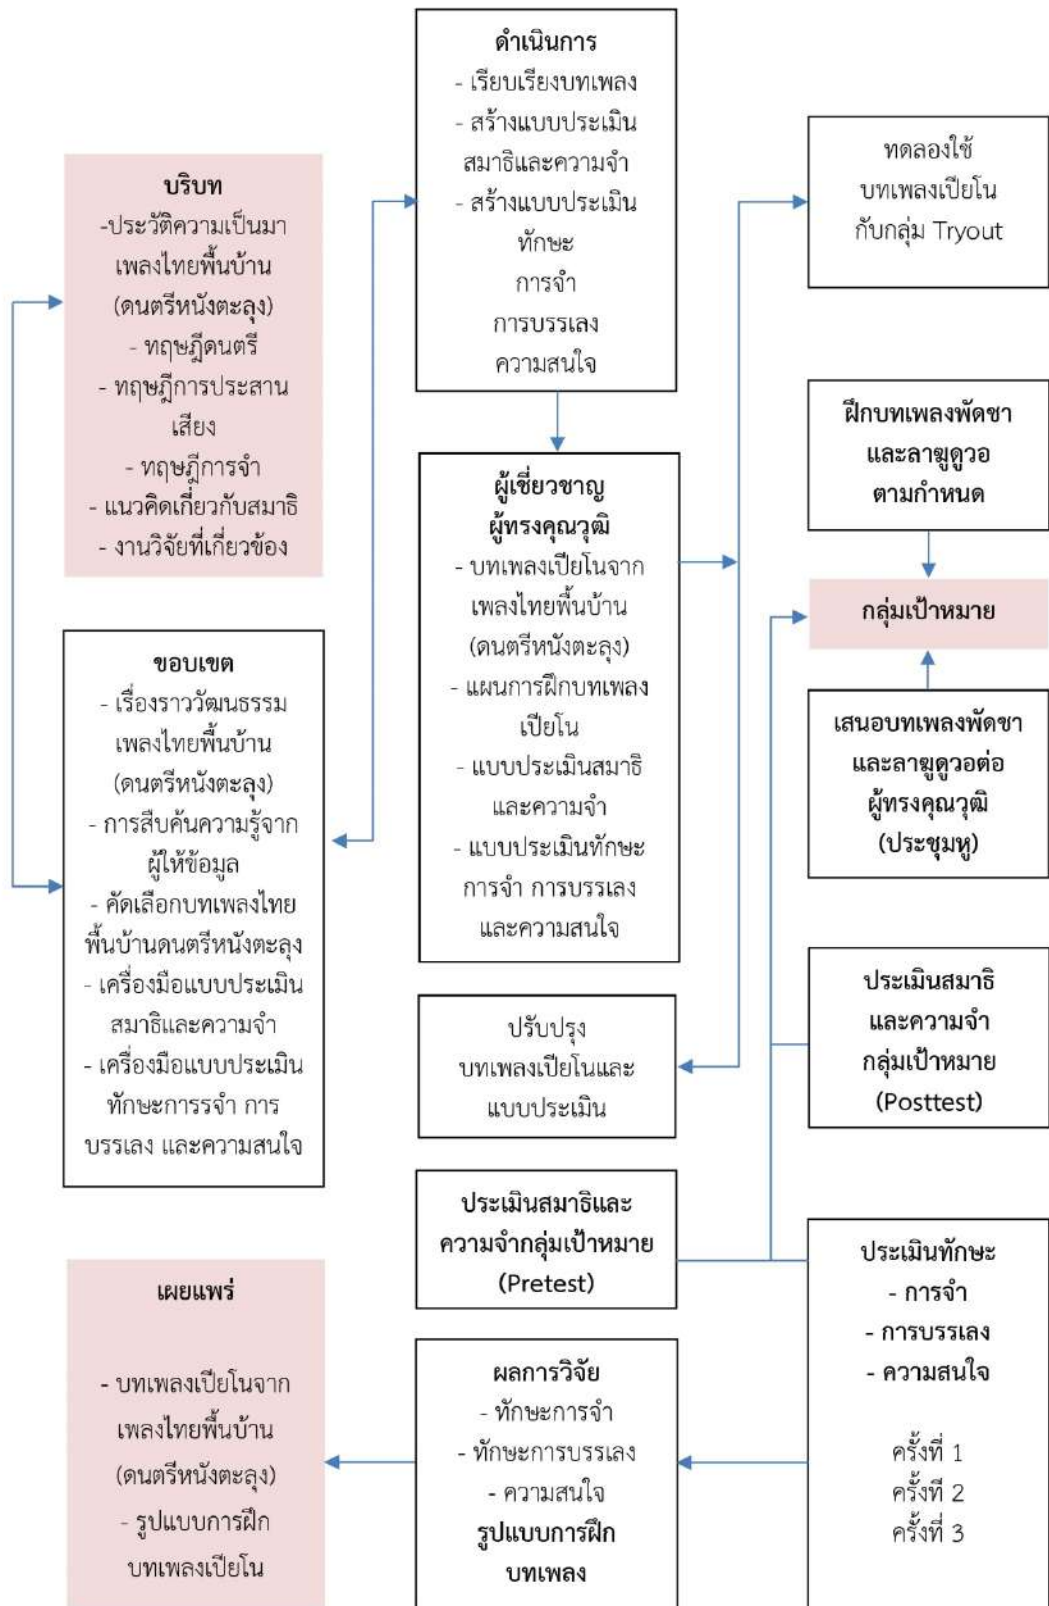 ดำเนินการ
- เรียบเรียงบทเพลง
- สร้างแบบประเมิน
สมาธิและความจำ
- สร้างแบบประเมิน
ทักษะ
การจำ
การบรรเลง
ความสนใจ
ทดลองใช้
บทเพลงเปียโน
กับกลุ่ม Tryout
บริบท
-ประวัติความเป็นมา
เพลงไทยพื้นบ้าน
(ดนตรีหนังตะลุง)
- ทฤษฎีดนตรี
- ทฤษฎีการประสาน
เสียง
- ทฤษฎีการจำ
- แนวคิดเกี่ยวกับสมาธิ
- งานวิจัยที่เกี่ยวข้อง
ฝึกบทเพลงพัดชา
และลาฆูดูวอ
ตามกำหนด
ผู้เชี่ยวชาญ
ผู้ทรงคุณวุฒิ
- บทเพลงเปียโนจาก
เพลงไทยพื้นบ้าน
(ดนตรีหนังตะลุง)
- แผนการฝึกบทเพลง
เปียโน
- แบบประเมินสมาธิ
และความจำ
- แบบประเมินทักษะ
การจำ การบรรเลง
และความสนใจ
กลุ่มเป้าหมาย
ขอบเขต
- เรื่องราววัฒนธรรม
เพลงไทยพื้นบ้าน
(ดนตรีหนังตะลุง)
- การสืบค้นความรู้จาก
ผู้ให้ข้อมูล
- คัดเลือกบทเพลงไทย
พื้นบ้านดนตรีหนังตะลุง
- เครื่องมือแบบประเมิน
สมาธิและความจำ
- เครื่องมือแบบประเมิน
ทักษะการรจำ การ
บรรเลง และความสนใจ
เสนอบทเพลงพัดชา
และลาฆูดูวอต่อ
ผู้ทรงคุณวุฒิ
(ประชุมหู)
ปรับปรุง
บทเพลงเปียโนและ
แบบประเมิน
ประเมินสมาธิ
และความจำ
กลุ่มเป้าหมาย
(Posttest)
ประเมินสมาธิและ
ความจำกลุ่มเป้าหมาย
(Pretest)
ประเมินทักษะ
- การจำ
- การบรรเลง
- ความสนใจ
ครั้งที่ 1
ครั้งที 2
ครั้งที่ 3
ผลการวิจัย
- ทักษะการจำ
- ทักษะการบรรเลง
- ความสนใจ
รูปแบบการฝึก
บทเพลง
เผยแพร่
- บทเพลงเปียโนจาก
เพลงไทยพื้นบ้าน
(ดนตรีหนังตะลุง)
- รูปแบบการฝึก
บทเพลงเปียโน